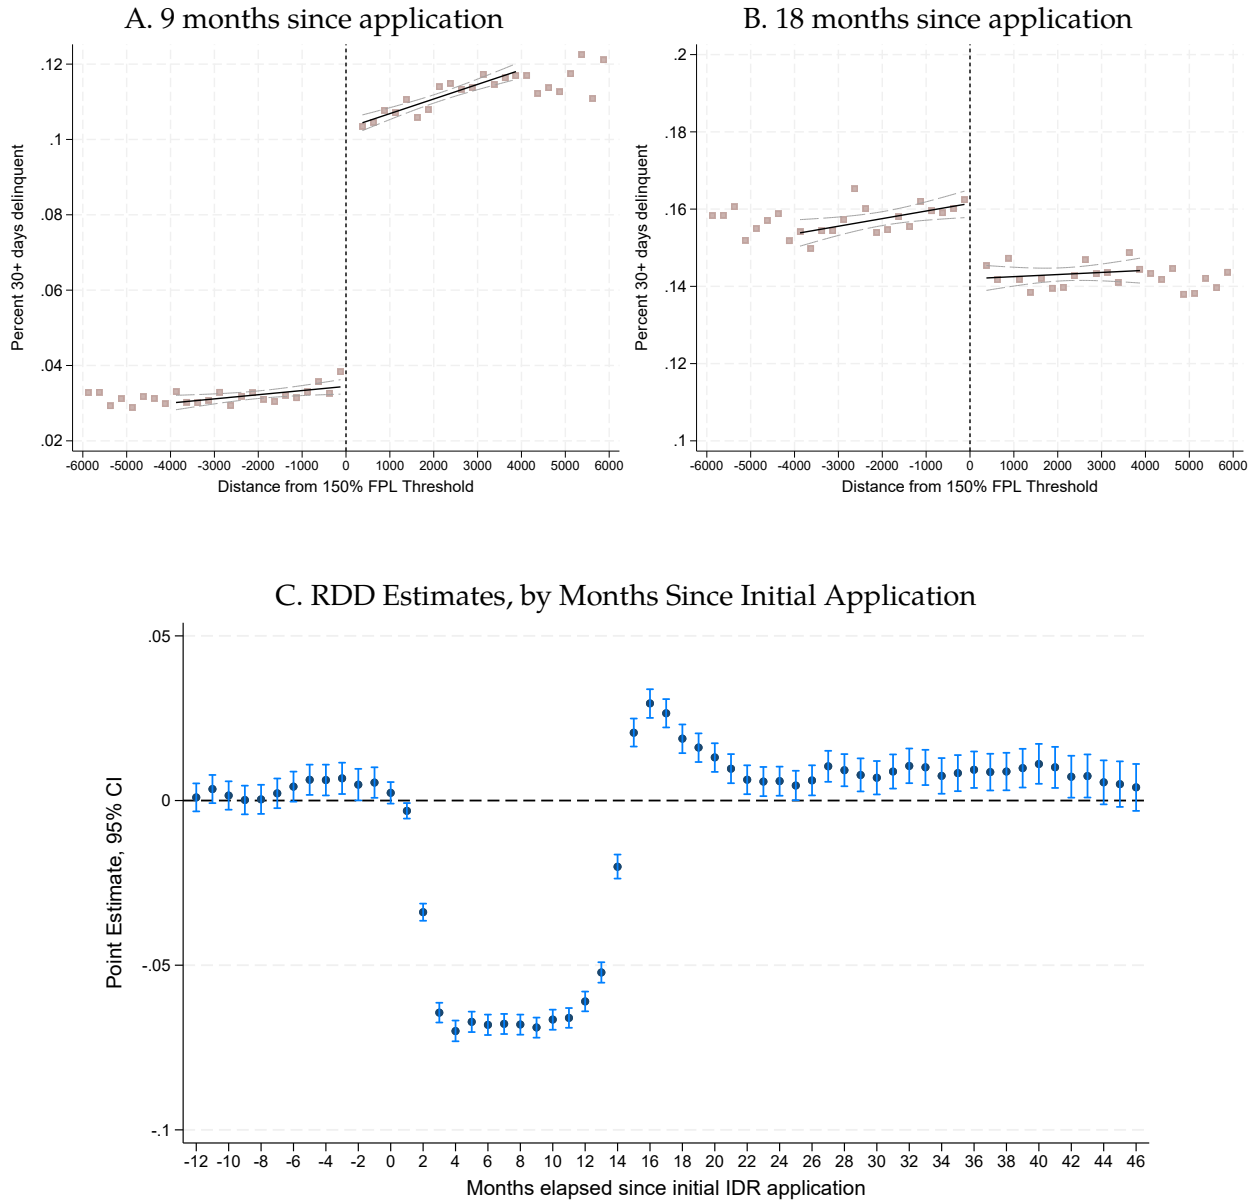 A. 9 months since application
Percent 30+ days delinquent
.12
.1
.08
.06
.04
.02
-6000 -5000 -4000 -3000 -2000 -1000 0 1000 2000 3000 4000 5000 6000
Distance from 150% FPL Threshold
B. 18 months since application
Percent 30+ days delinquent
.2
.18
.16
.14
.12
.1
-6000 -5000 -4000 -3000 -2000 -1000 0 1000 2000 3000 4000 5000 6000
Distance from 150% FPL Threshold
C. RDD Estimates, by Months Since Initial Application
Point Estimate, 95% CI
.05
0
-.05
-.1
-12 -10 -8 -6 -4 -2 0 2 4 6 8 10 12 14 16 18 20 22 24 26 28 30 32 34 36 38 40 42 44 46
Months elapsed since initial IDR application